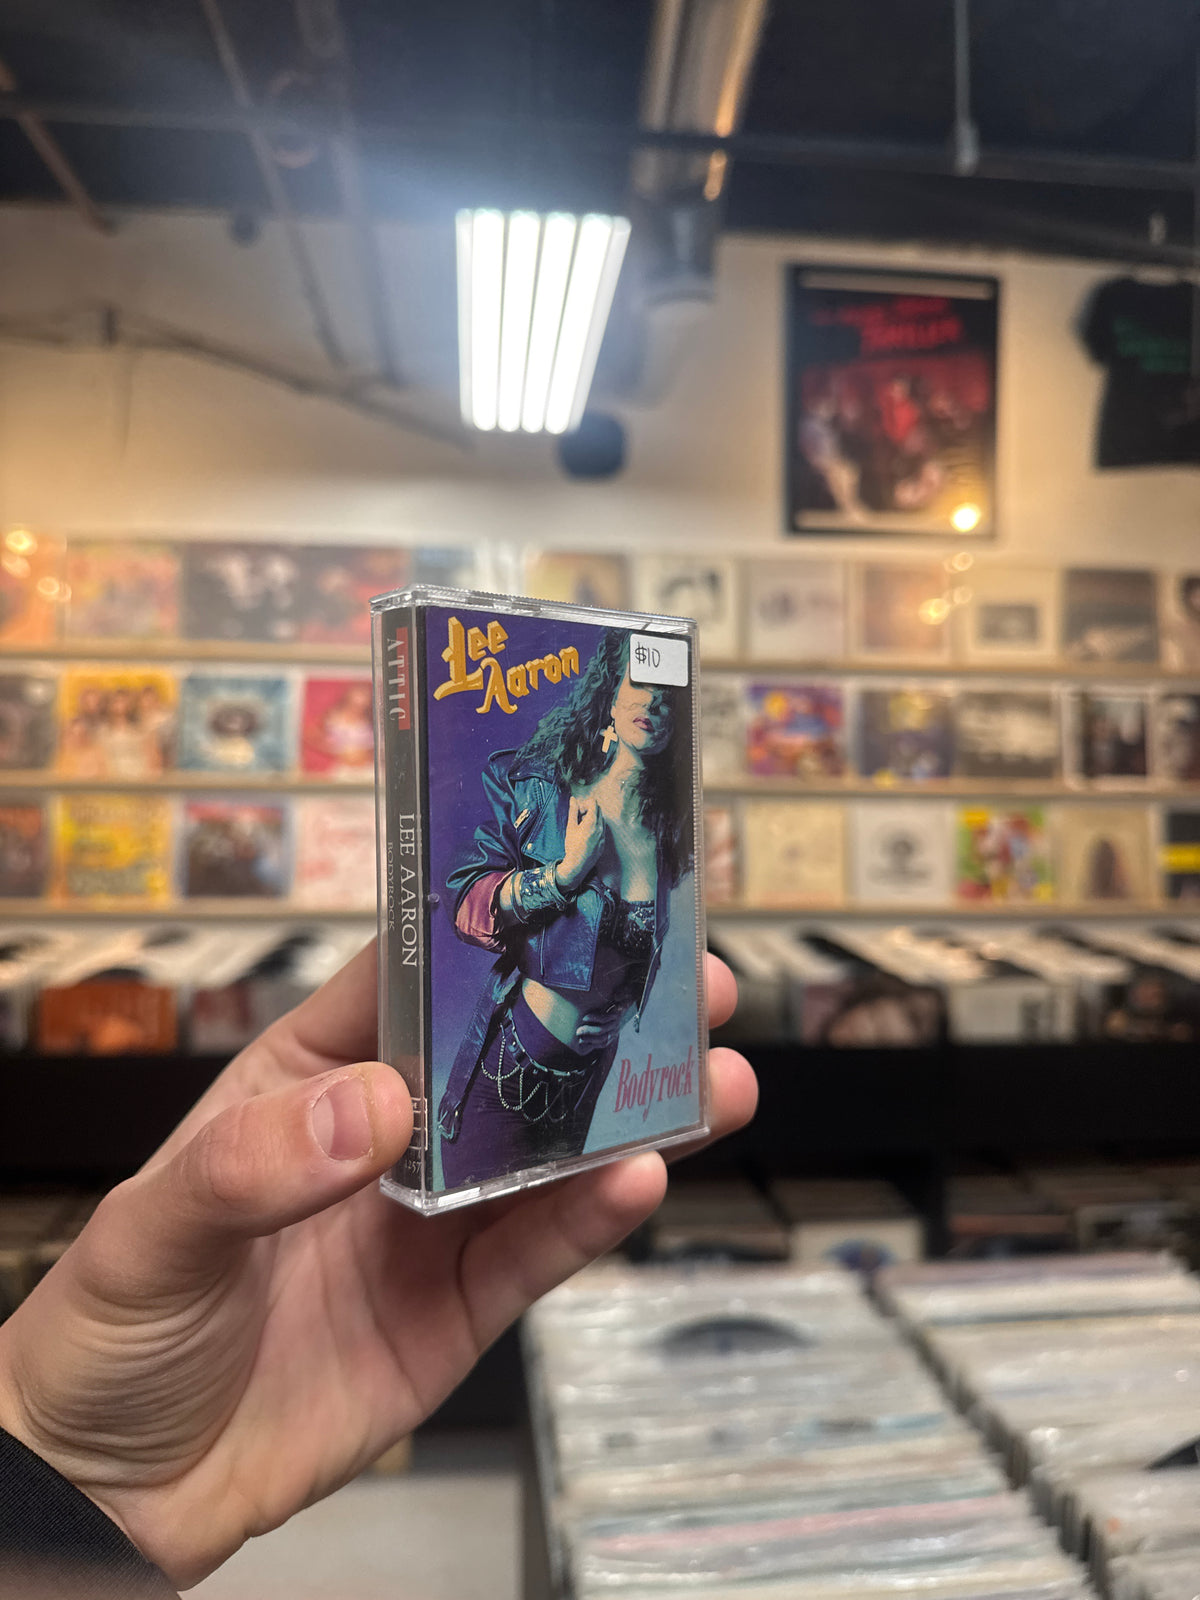 Lee
Aaron
$10
Bodyrock
ATTIC
LEE AARON
BODYROCK